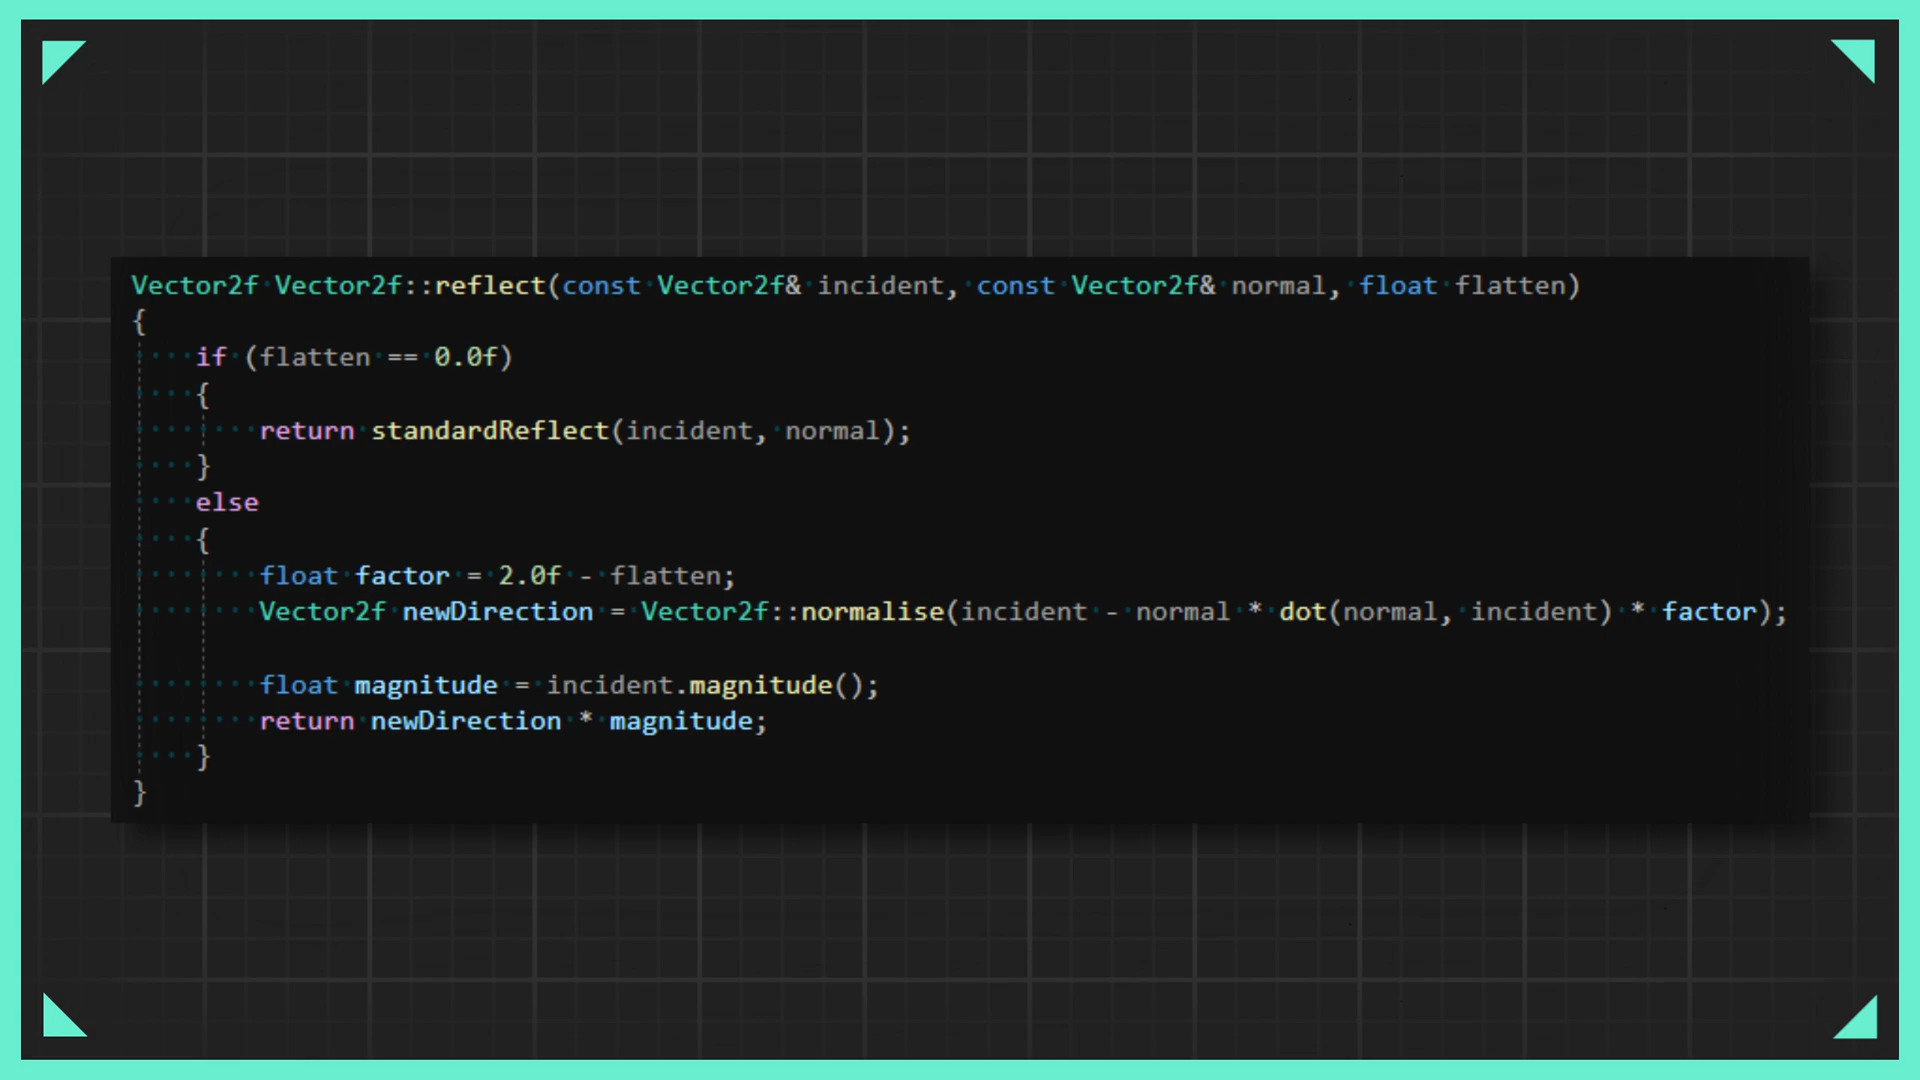 Vector2f Vector2f::reflect(const Vector2f& incident, const Vector2f& normal, float flatten)
{
    if (flatten == 0.0f)
    {
        return standardReflect(incident, normal);
    }
    else
    {
        float factor = 2.0f - flatten;
        Vector2f newDirection = Vector2f::normalise(incident - normal * dot(normal, incident) * factor);

        float magnitude = incident.magnitude();
        return newDirection * magnitude;
    }
}